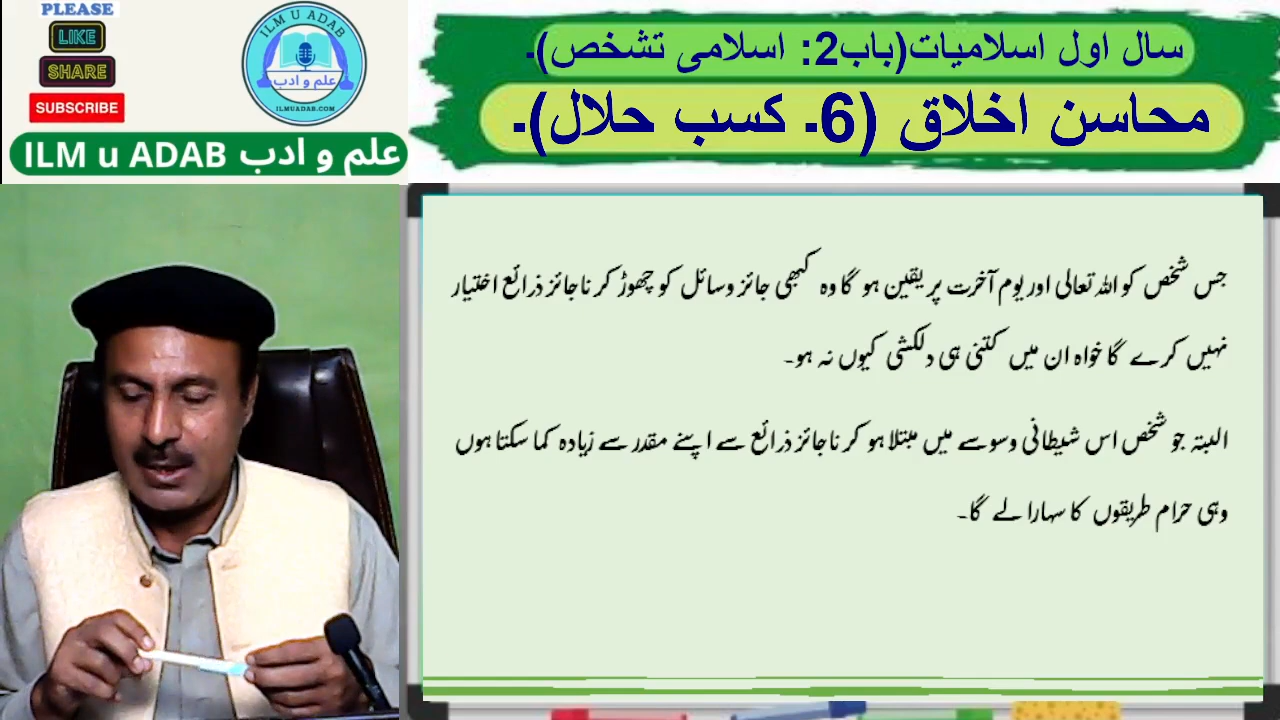 PLEASE
LIKE
SHARE
SUBSCRIBE
ILM U ADAB
علم و ادب
ILMUADAB.COM
ILM u ADAB علم و ادب
سال اول اسلامیات(باب2: اسلامی تشخص)۔
محاسن اخلاق (6۔ کسب حلال)۔
جس شخص کو اللہ تعالی اور یوم آخرت پر یقین ہو گا وہ کبھی جائز وسائل کو چھوڑ کر ناجائز ذرائع اختیار
نہیں کرے گا خواہ ان میں کتنی ہی دلکشی کیوں نہ ہو۔
البتہ جو شخص اس شیطانی وسوسے میں مبتلا ہو کر ناجائز ذرائع سے اپنے مقدر سے زیادہ کما سکتا ہوں
وہی حرام طریقوں کا سہارا لے گا۔